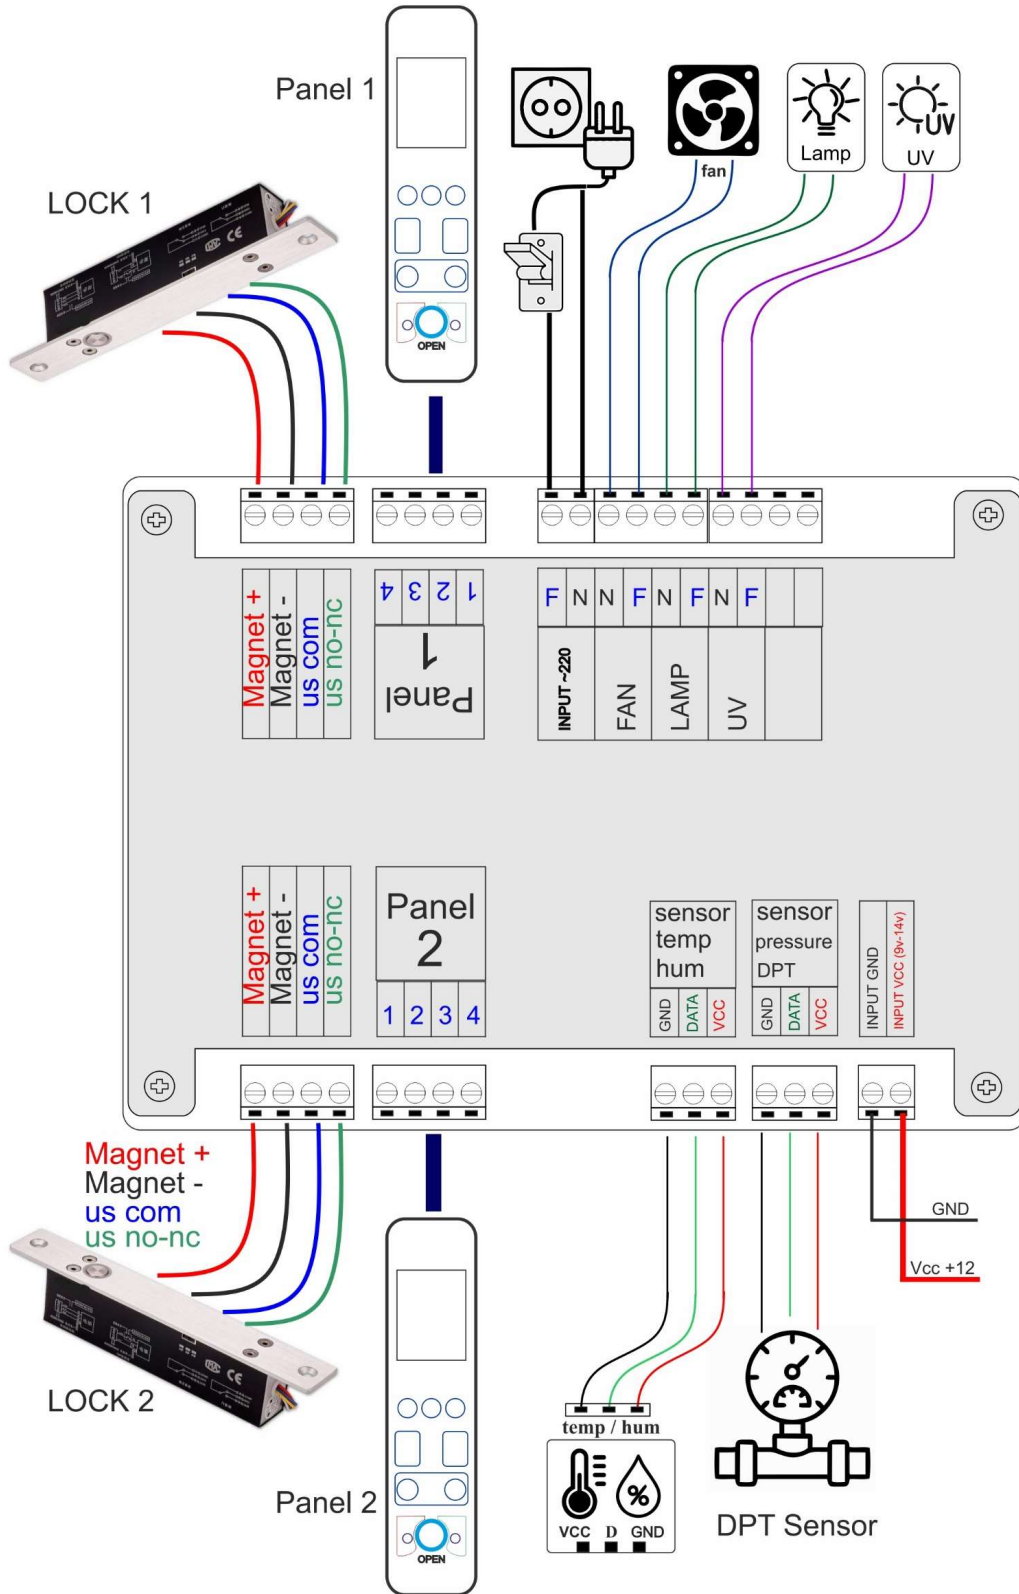 Panel 1
LOCK 1
fan
Lamp
UV
UV
OPEN
Magnet +
Magnet -
us com
us no-nc
4 3 2 1
Panel
1
F N N F N F N F
INPUT ~220
FAN
LAMP
UV
Magnet +
Magnet -
us com
us no-nc
Panel
2
1 2 3 4
sensor
temp
hum
GND
DATA
VCC
sensor
pressure
DPT
GND
DATA
VCC
INPUT GND
INPUT VCC (9v-14v)
Magnet +
Magnet -
us com
us no-nc
GND
Vcc +12
LOCK 2
temp / hum
%
VCC D GND
DPT Sensor
Panel 2
OPEN